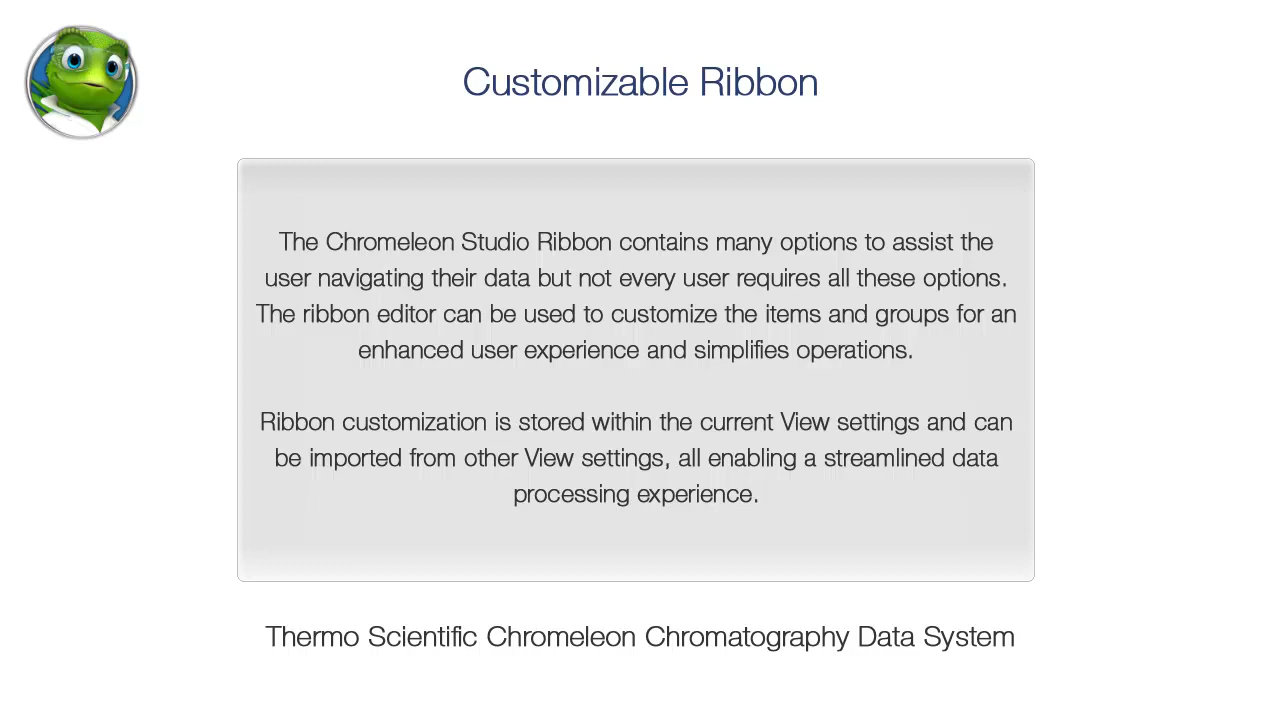 Customizable Ribbon
The Chromeleon Studio Ribbon contains many options to assist the
user navigating their data but not every user requires all these options.
The ribbon editor can be used to customize the items and groups for an
enhanced user experience and simplifies operations.
Ribbon customization is stored within the current View settings and can
be imported from other View settings, all enabling a streamlined data
processing experience.
Thermo Scientific Chromeleon Chromatography Data System